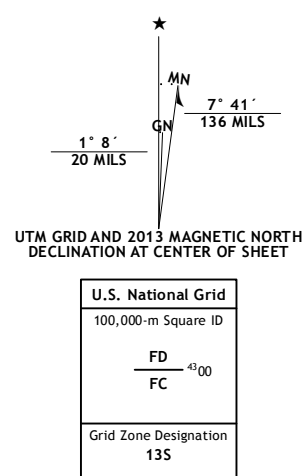 ★
MN
GN
7° 41´
136 MILS
1° 8´
20 MILS
UTM GRID AND 2013 MAGNETIC NORTH
DECLINATION AT CENTER OF SHEET
U.S. National Grid
100,000-m Square ID
FD
4300
FC
Grid Zone Designation
13S